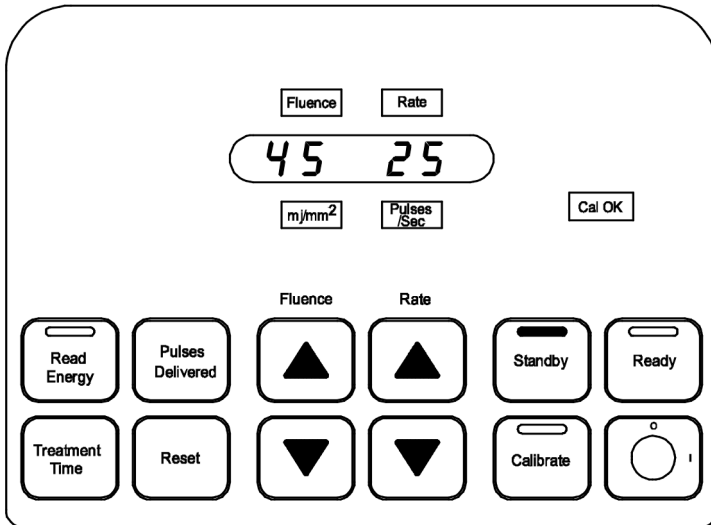 Fluence Rate
45 25
mj/mm² Pulses
/Sec
Cal OK
Fluence Rate
Read
Energy
Pulses
Delivered
Standby
Ready
Treatment
Time
Reset
Calibrate
O
I